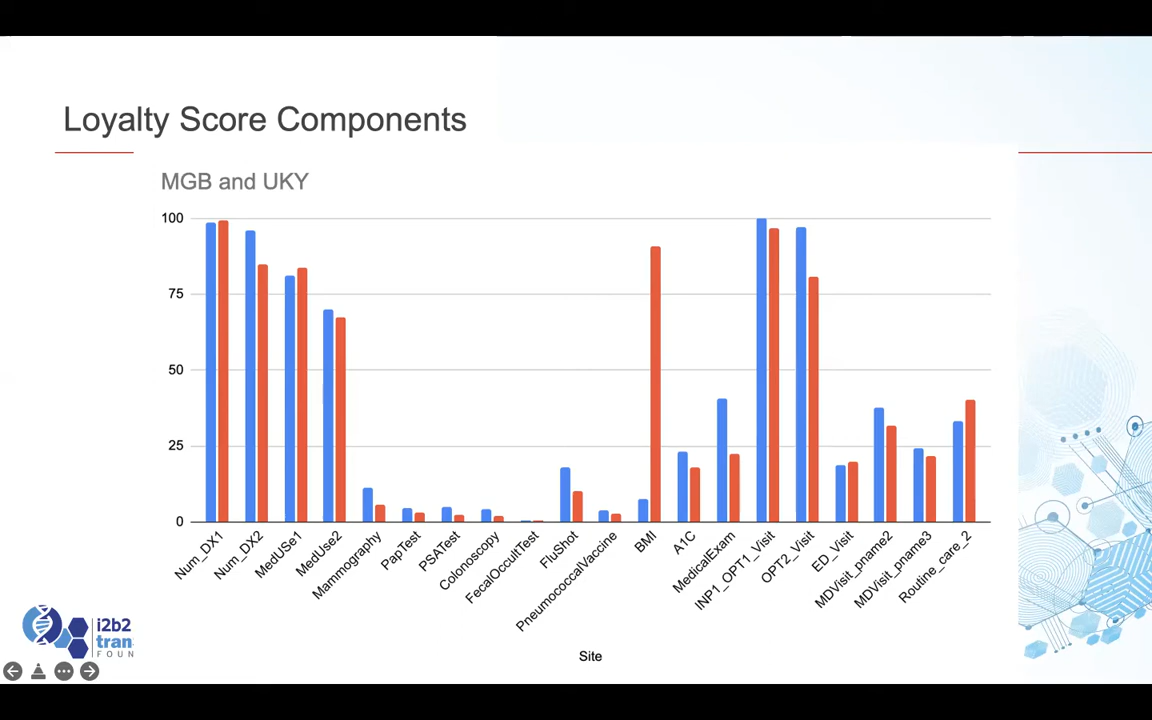 Loyalty Score Components
MGB and UKY
100
75
50
25
0
Num_DX1
Num_DX2
MedUSe1
MedUse2
Mammography
PapTest
PSATest
Colonoscopy
FecalOccultTest
FluShot
PneumococcalVaccine
BMI
A1C
MedicalExam
INP1_OPT1_Visit
OPT2_Visit
ED_Visit
MDVisit_pname2
MDVisit_pname3
Routine_care_2
Site
i2b2
tran
FOUN